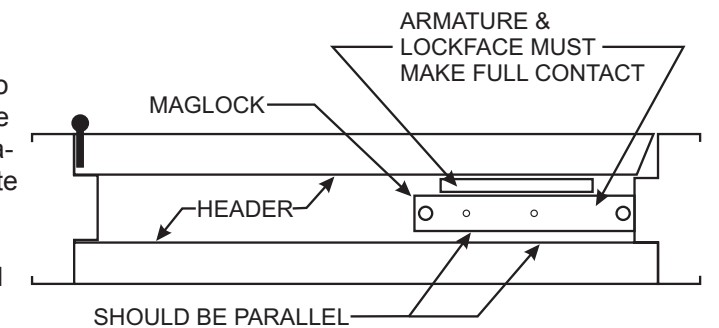 ARMATURE &
LOCKFACE MUST
MAKE FULL CONTACT
MAGLOCK
HEADER
SHOULD BE PARALLEL